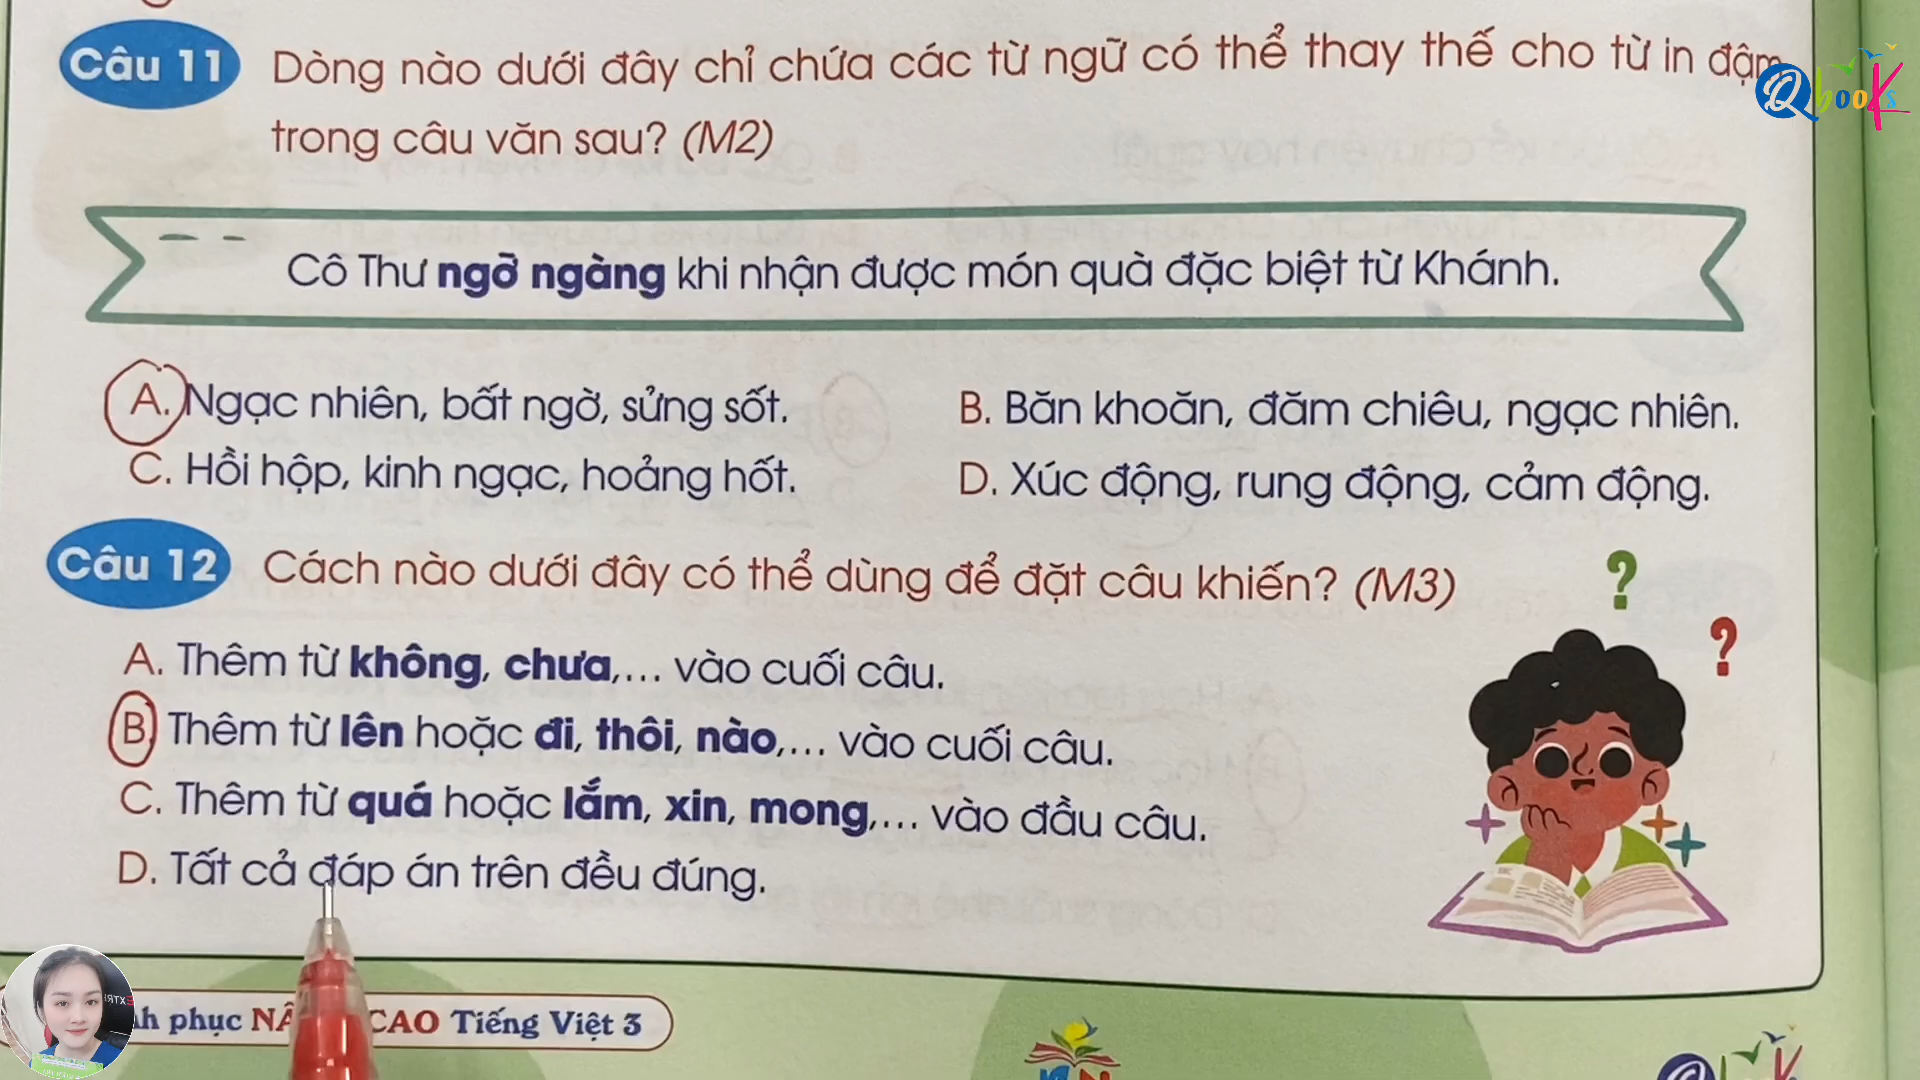 Câu 11 Dòng nào dưới đây chỉ chứa các từ ngữ có thể thay thế cho từ in đậm
Qbooks
trong câu văn sau? (M2)
Cô Thư ngỡ ngàng khi nhận được món quà đặc biệt từ Khánh.
A. Ngạc nhiên, bất ngờ, sửng sốt. B. Băn khoăn, đăm chiêu, ngạc nhiên.
C. Hồi hộp, kinh ngạc, hoảng hốt. D. Xúc động, rung động, cảm động.
Câu 12 Cách nào dưới đây có thể dùng để đặt câu khiến? (M3)
A. Thêm từ không, chưa,... vào cuối câu.
B. Thêm từ lên hoặc đi, thôi, nào,... vào cuối câu.
C. Thêm từ quá hoặc lắm, xin, mong,... vào đầu câu.
D. Tất cả đáp án trên đều đúng.
phục CAO Tiếng Việt 3